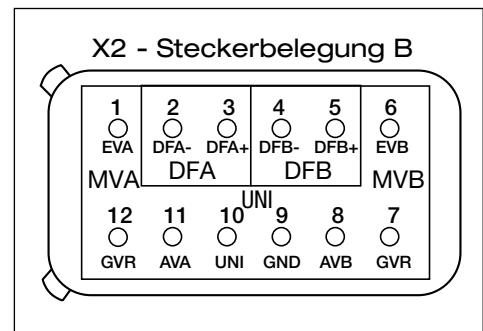 X2 - Steckerbelegung B
1 2 3 4 5 6
EVA DFA- DFA+ DFB- DFB+ EVB
MVA DFA DFB MVB
UNI
12 11 10 9 8 7
GVR AVA UNI GND AVB GVR